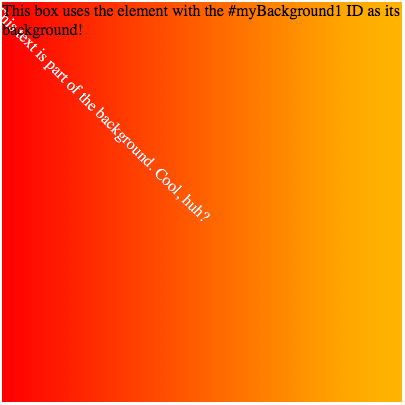 This box uses the element with the #myBackground1 ID as its
background!
his text is part of the background. Cool, huh?